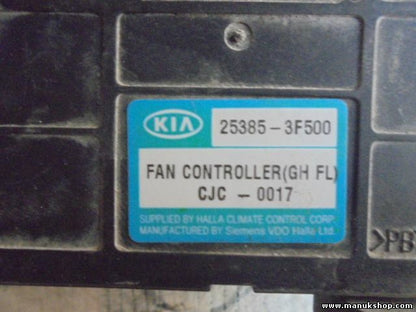 KIA
25385-3F500
FAN CONTROLLER(GH FL)
CJC - 0017
SUPPLIED BY HALLA CLIMATE CONTROL CORP.
MANUFACTURED BY Siemens VDO Halla Ltd.
>PB
www.manukshop.com